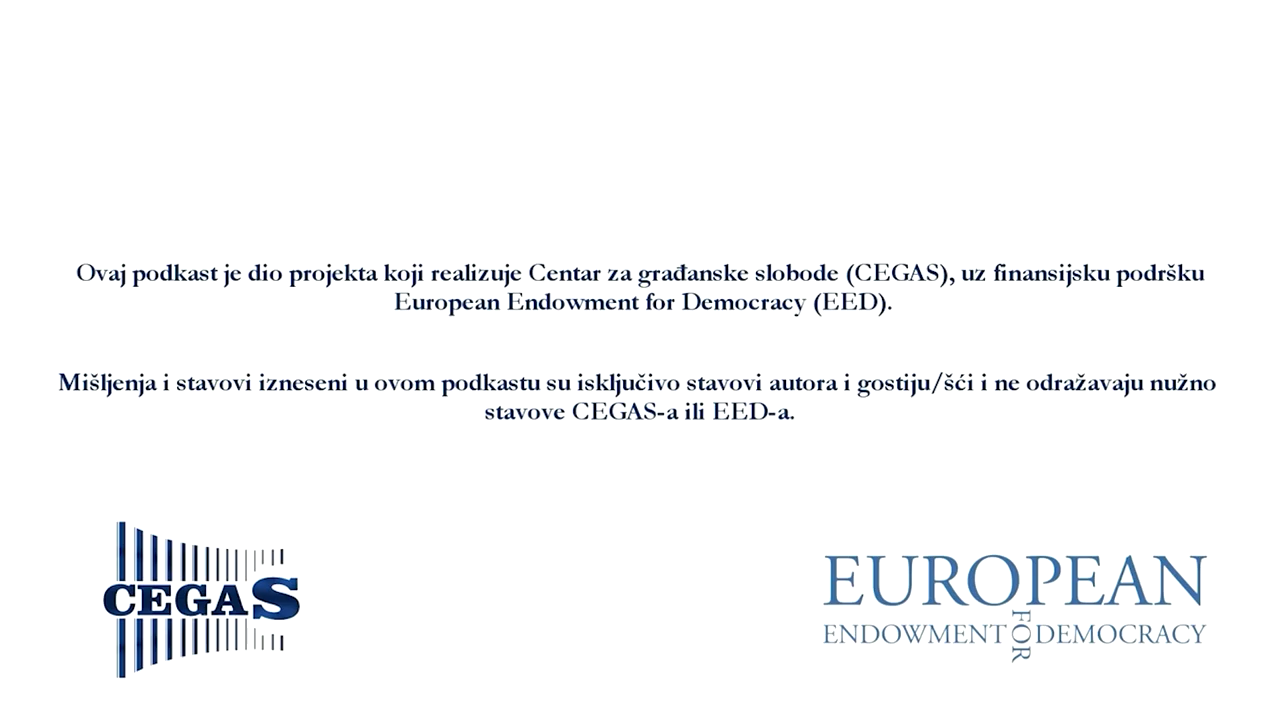 Ovaj podkast je dio projekta koji realizuje Centar za građanske slobode (CEGAS), uz finansijsku podršku
European Endowment for Democracy (EED).
Mišljenja i stavovi izneseni u ovom podkastu su isključivo stavovi autora i gostiju/šći i ne odražavaju nužno
stavove CEGAS-a ili EED-a.
CEGAS
EUROPEAN
ENDOWMENT FOR DEMOCRACY